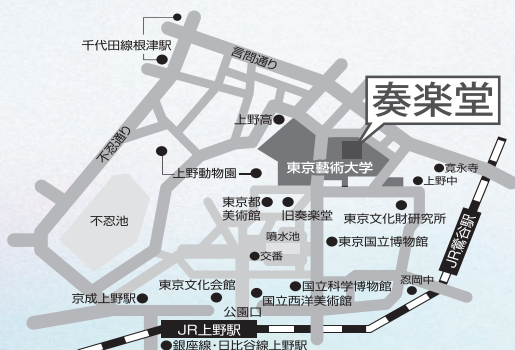 千代田線根津駅
言問通り
奏楽堂
上野高
不忍通り
東京藝術大学
上野動物園
寛永寺
上野中
東京都
美術館
旧奏楽堂
東京文化財研究所
不忍池
噴水池
東京国立博物館
JR鶯谷駅
交番
忍岡中
東京文化会館
国立科学博物館
京成上野駅
国立西洋美術館
公園口
JR上野駅
銀座線・日比谷線上野駅